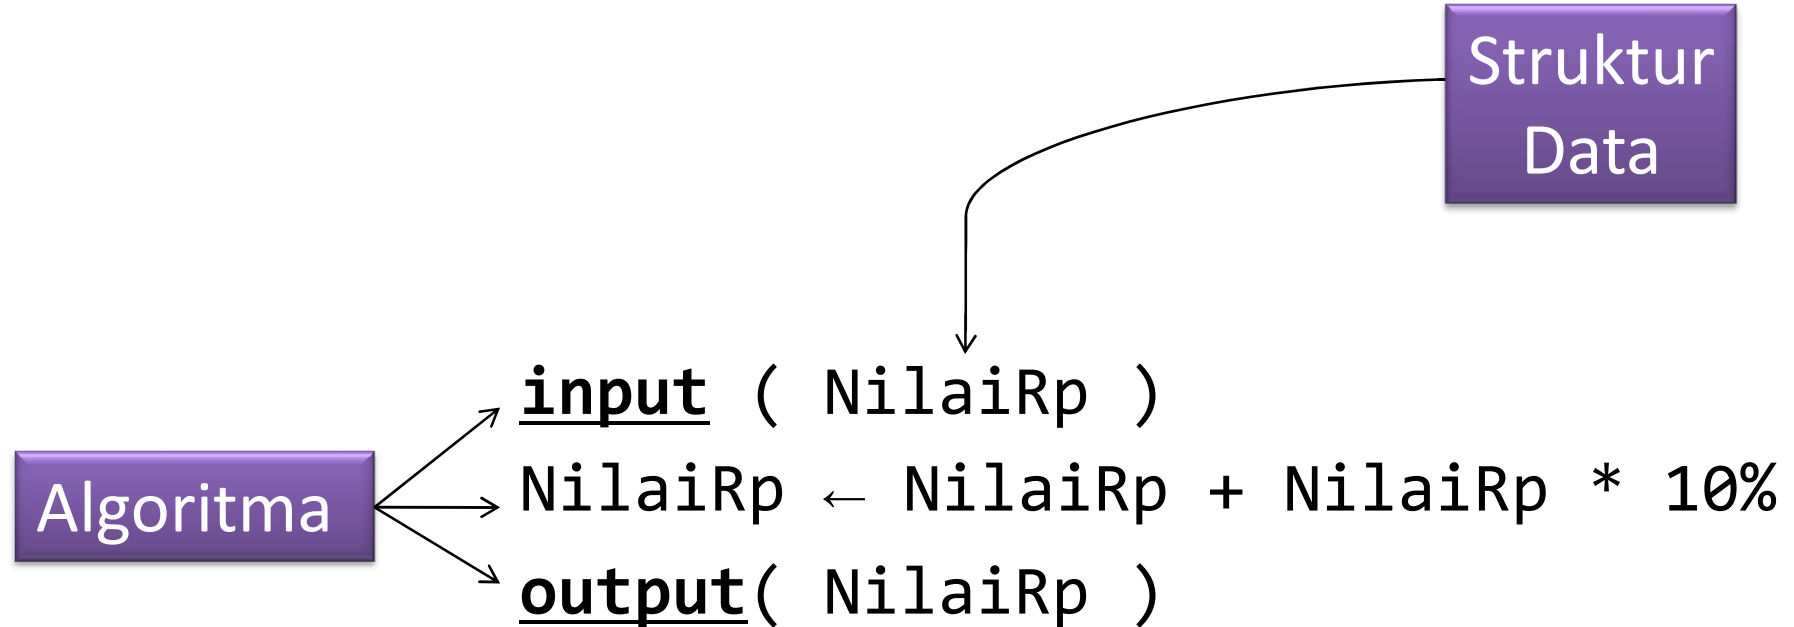 Struktur
Data
input ( NilaiRp )
Algoritma
NilaiRp ← NilaiRp + NilaiRp * 10%
output( NilaiRp )